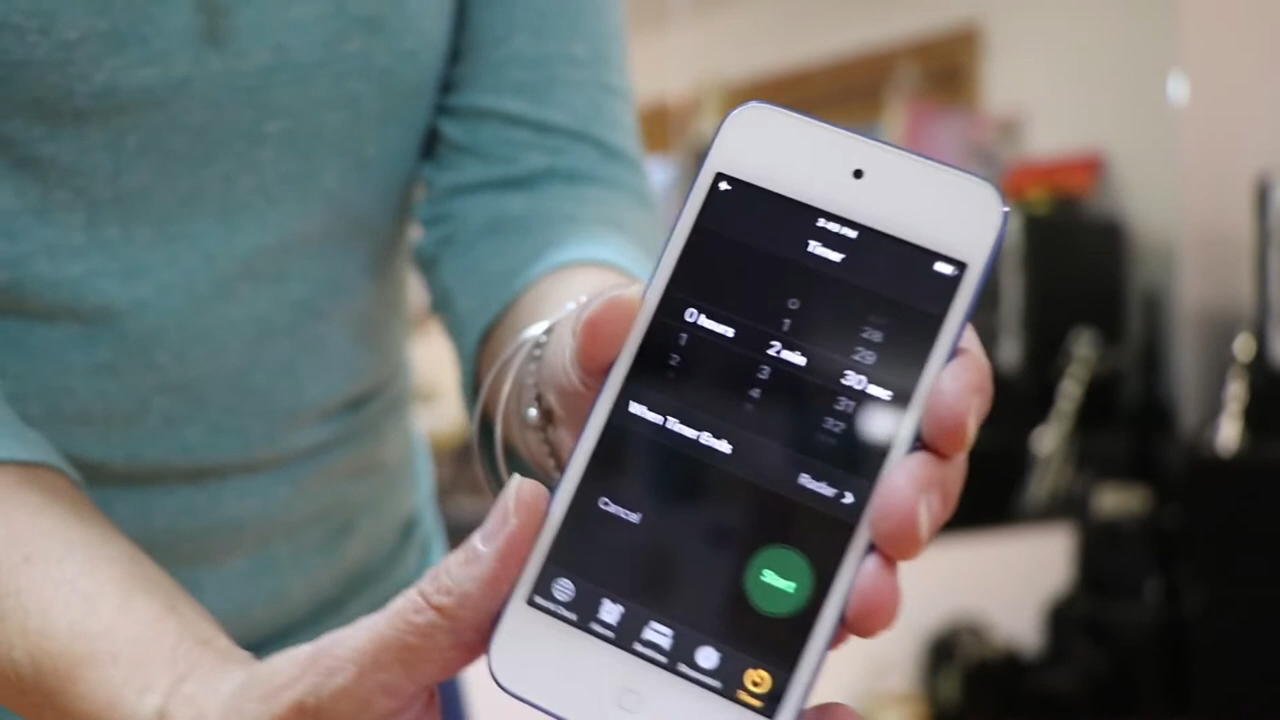 Timer
0
1 28
0 hours 29
1 2 min
2 3 30 sec
4 31
32
When Timer Ends
Radar >
Cancel
Start